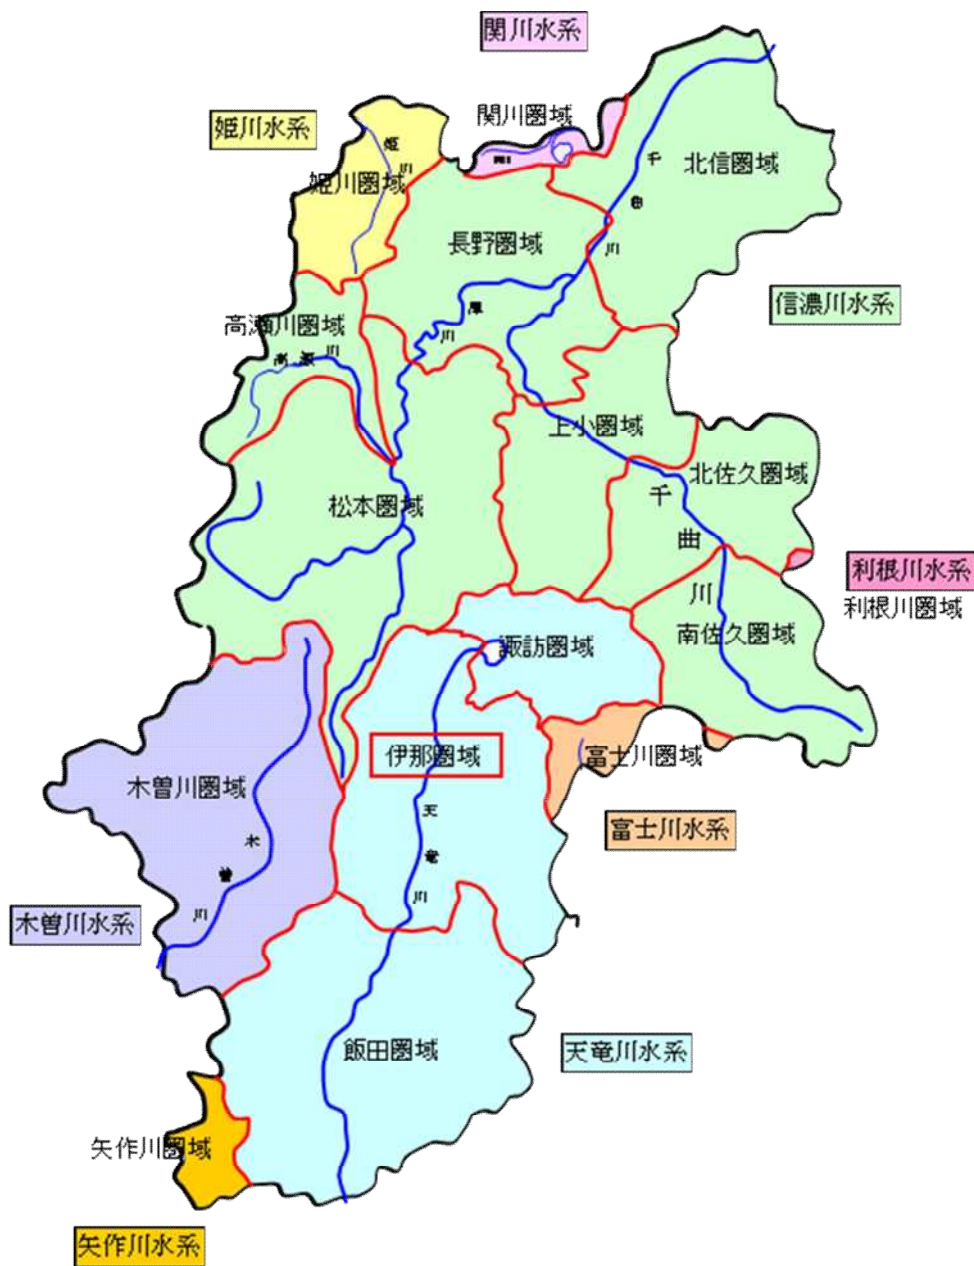 関川水系
関川圏域
姫川水系
姫川
姫川圏域
関
千曲川
北信圏域
長野圏域
信濃川水系
高瀬川圏域
高瀬川
犀川
上小圏域
北佐久圏域
松本圏域
千曲川
利根川水系
利根川圏域
南佐久圏域
諏訪圏域
伊那圏域
富士川圏域
木曽川圏域
天竜川
富士川水系
木曽川
木曽川水系
飯田圏域
天竜川水系
矢作川圏域
矢作川水系